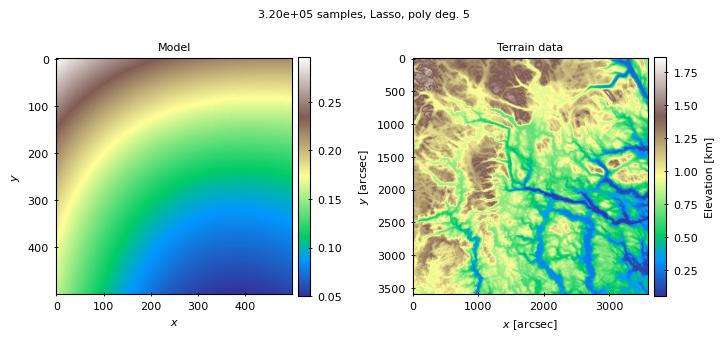 3.20e+05 samples, Lasso, poly deg. 5
Model
0
100
200
300
400
y
0 100 200 300 400
x
0.25
0.20
0.15
0.10
0.05
Terrain data
0
500
1000
1500
2000
2500
3000
3500
y [arcsec]
0 1000 2000 3000
x [arcsec]
1.75
1.50
1.25
1.00
0.75
0.50
0.25
Elevation [km]